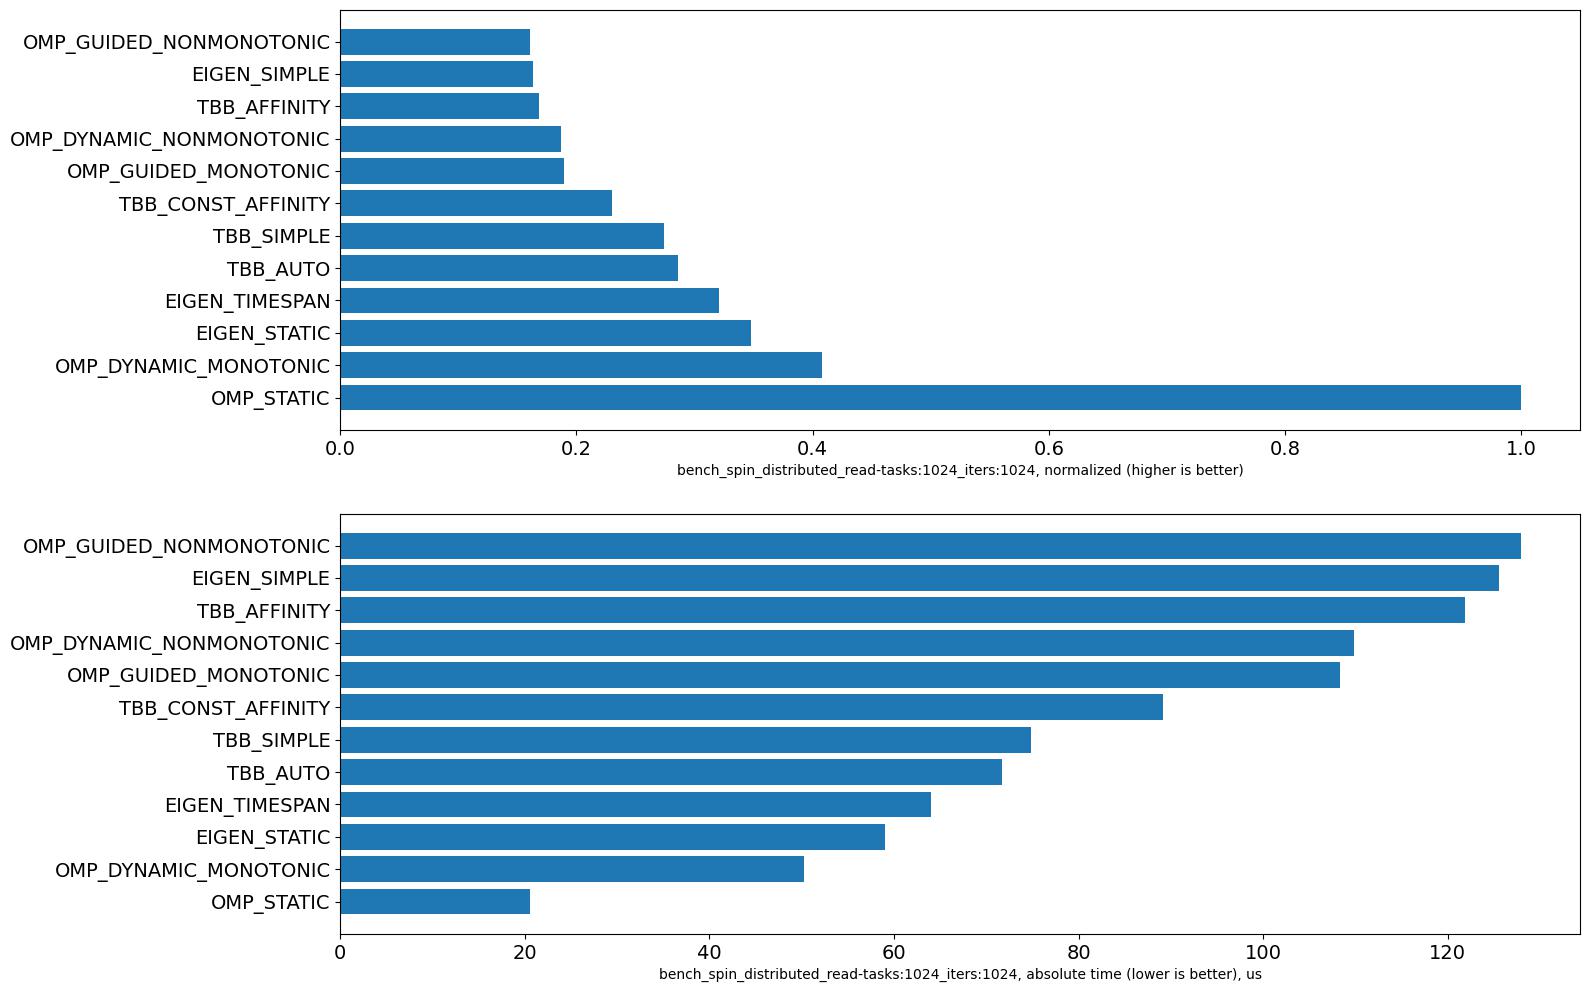 OMP_GUIDED_NONMONOTONIC
EIGEN_SIMPLE
TBB_AFFINITY
OMP_DYNAMIC_NONMONOTONIC
OMP_GUIDED_MONOTONIC
TBB_CONST_AFFINITY
TBB_SIMPLE
TBB_AUTO
EIGEN_TIMESPAN
EIGEN_STATIC
OMP_DYNAMIC_MONOTONIC
OMP_STATIC
0.0 0.2 0.4 0.6 0.8 1.0
bench_spin_distributed_read-tasks:1024_iters:1024, normalized (higher is better)
OMP_GUIDED_NONMONOTONIC
EIGEN_SIMPLE
TBB_AFFINITY
OMP_DYNAMIC_NONMONOTONIC
OMP_GUIDED_MONOTONIC
TBB_CONST_AFFINITY
TBB_SIMPLE
TBB_AUTO
EIGEN_TIMESPAN
EIGEN_STATIC
OMP_DYNAMIC_MONOTONIC
OMP_STATIC
0 20 40 60 80 100 120
bench_spin_distributed_read-tasks:1024_iters:1024, absolute time (lower is better), us